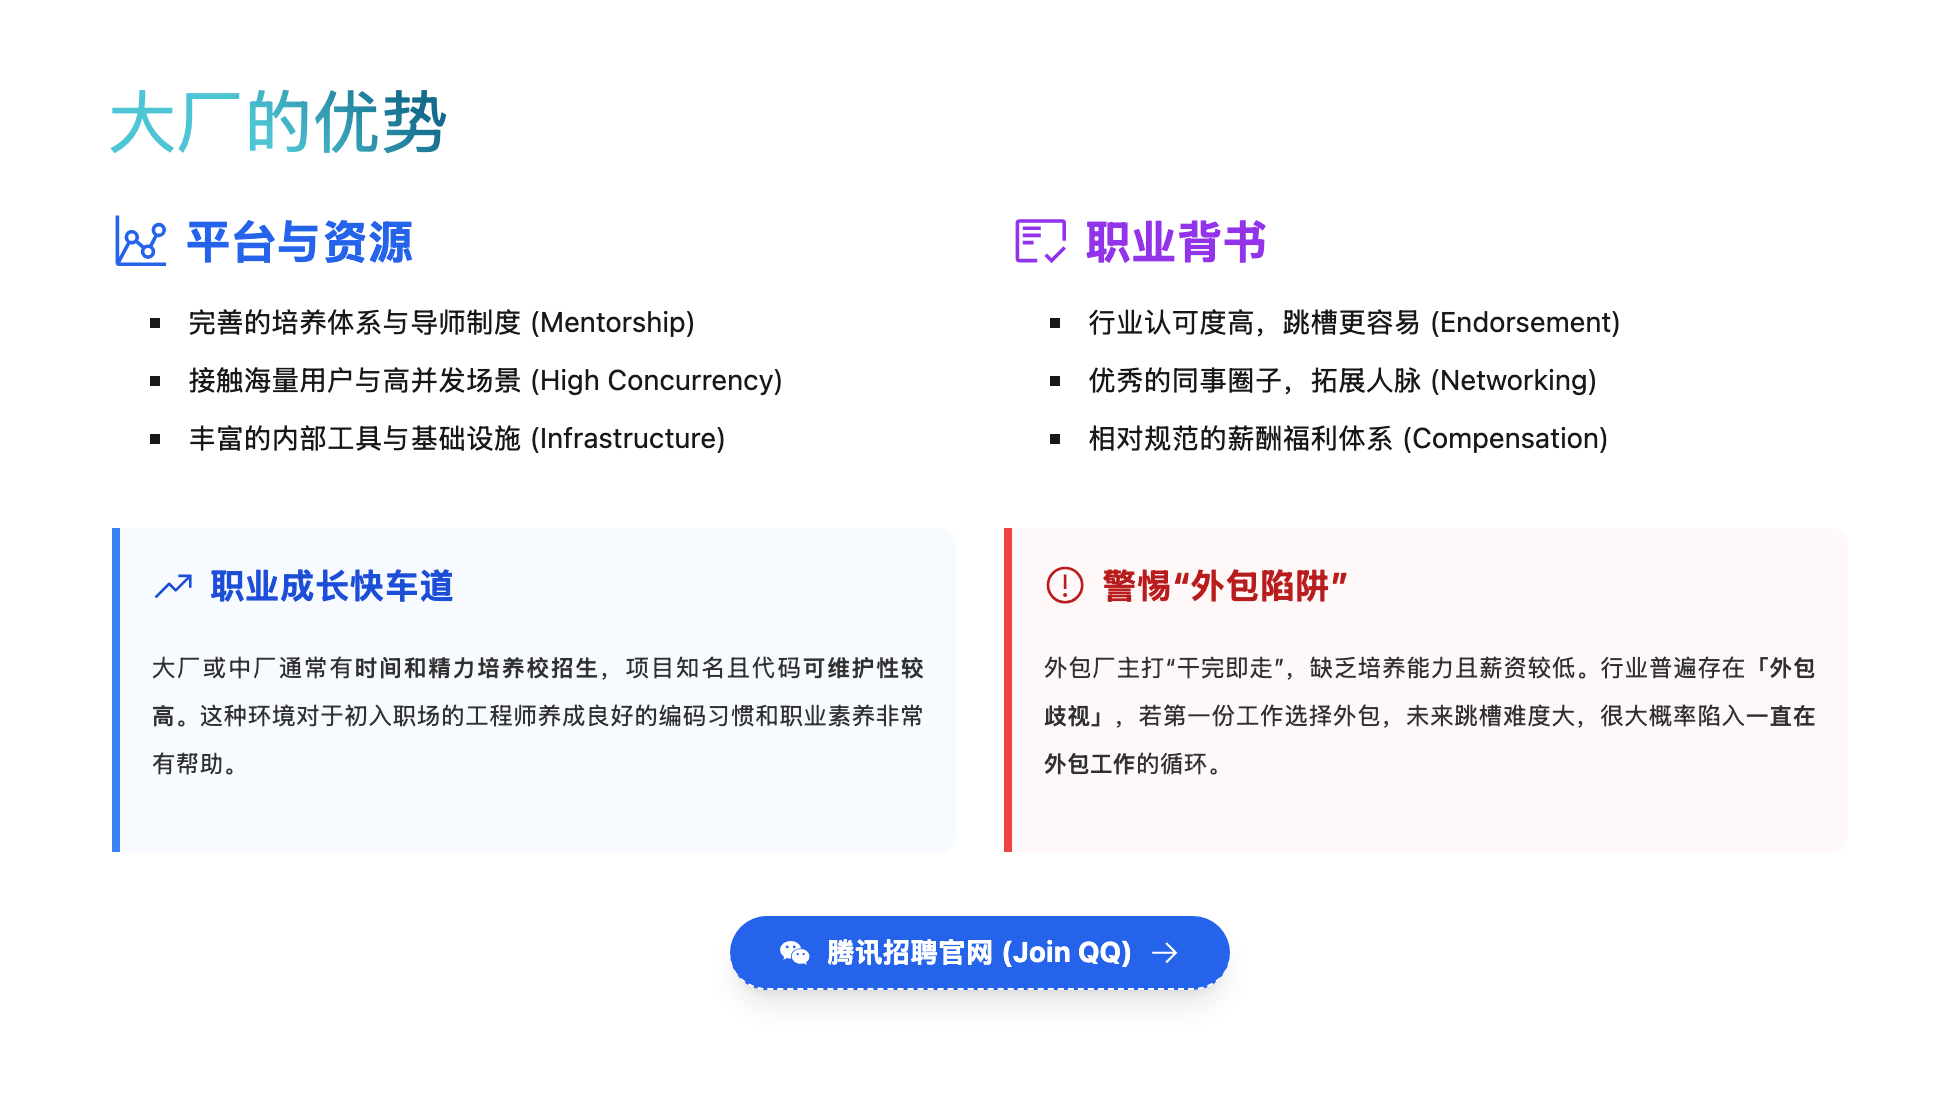 大厂的优势
平台与资源
完善的培养体系与导师制度 (Mentorship)
接触海量用户与高并发场景 (High Concurrency)
丰富的内部工具与基础设施 (Infrastructure)
职业背书
行业认可度高，跳槽更容易 (Endorsement)
优秀的同事圈子，拓展人脉 (Networking)
相对规范的薪酬福利体系 (Compensation)
职业成长快车道
大厂或中厂通常有时间和精力培养校招生，项目知名且代码可维护性较
高。这种环境对于初入职场的工程师养成良好的编码习惯和职业素养非常
有帮助。
警惕“外包陷阱”
外包厂主打“干完即走”，缺乏培养能力且薪资较低。行业普遍存在「外包
歧视」，若第一份工作选择外包，未来跳槽难度大，很大概率陷入一直在
外包工作的循环。
腾讯招聘官网 (Join QQ)